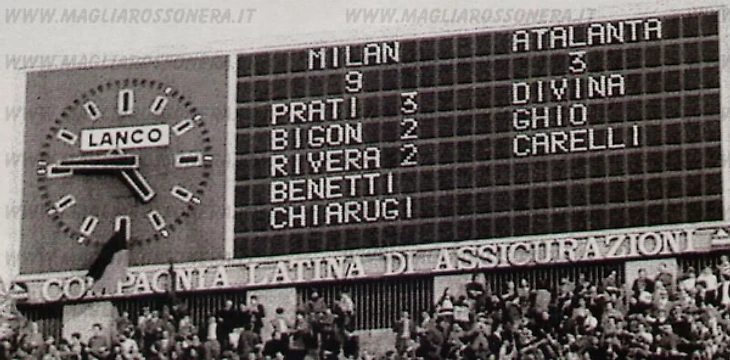 WWW.MAGLIAROSSONERA.IT WWW.MAGLIAROSSONERA.IT
MILAN ATALANTA
9 3
PRATI 3 DIVINA
BIGON 2 GHIO
RIVERA 2 CARELLI
BENETTI
CHIARUGI
LANCO
COMPAGNIA LATINA DI ASSICURAZIONI